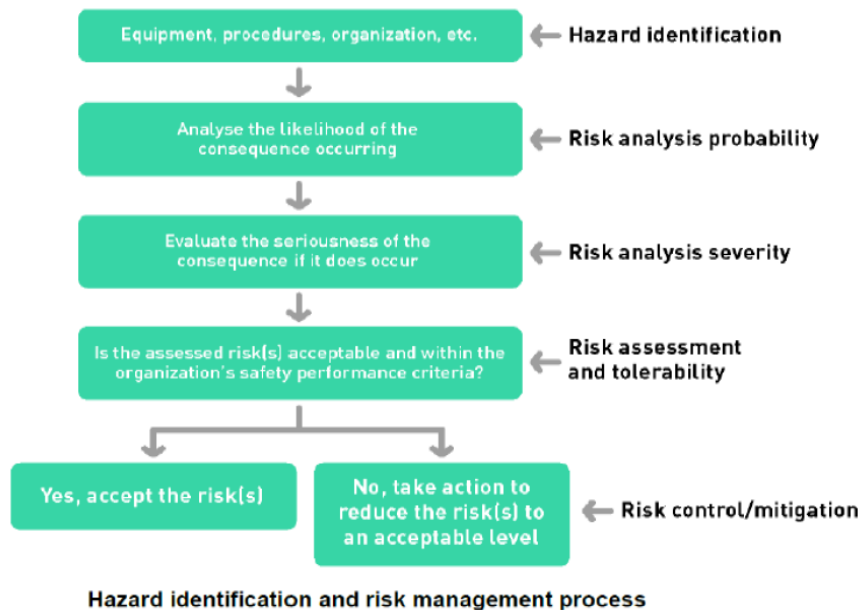 Equipment, procedures, organization, etc.
Hazard identification
Analyse the likelihood of the
consequence occurring
Risk analysis probability
Evaluate the seriousness of the
consequence if it does occur
Risk analysis severity
Is the assessed risk(s) acceptable and within the
organization's safety performance criteria?
Risk assessment
and tolerability
Yes, accept the risk(s)
No, take action to
reduce the risk(s) to
an acceptable level
Risk control/mitigation
Hazard identification and risk management process